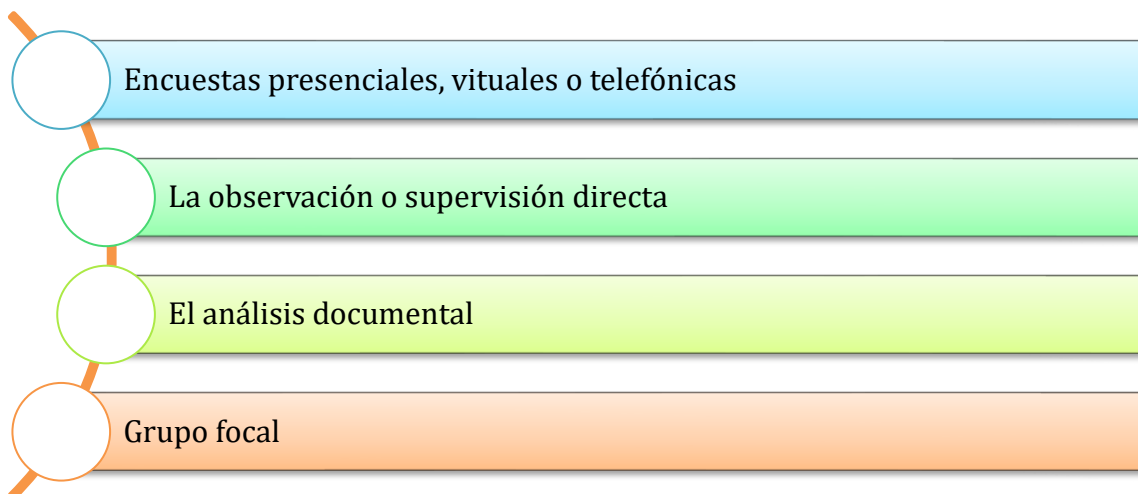 Encuestas presenciales, vituales o telefónicas
La observación o supervisión directa
El análisis documental
Grupo focal